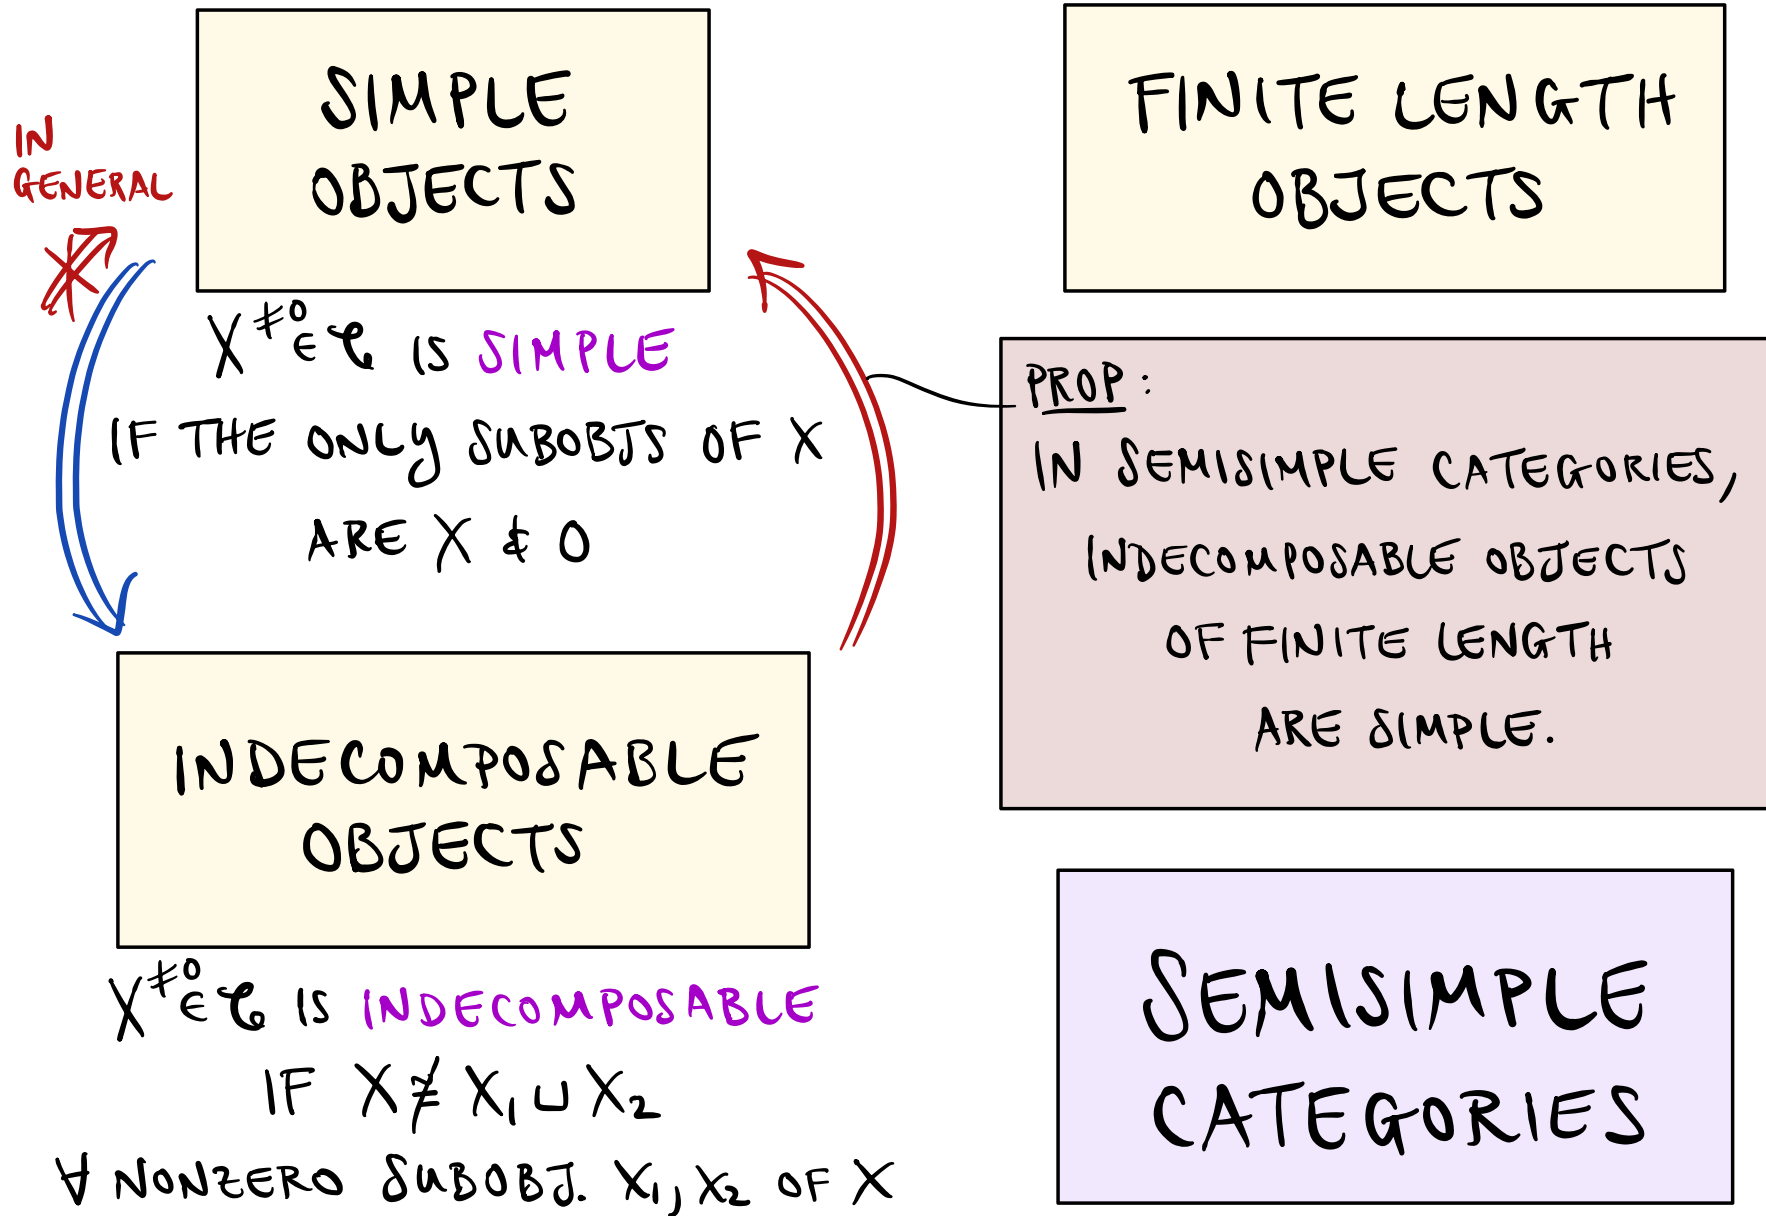 SIMPLE
OBJECTS
IN
GENERAL
X^{≠0} ∈ 𝒞 IS SIMPLE
IF THE ONLY SUBOBJS OF X
ARE X & 0
INDECOMPOSABLE
OBJECTS
X^{≠0} ∈ 𝒞 IS INDECOMPOSABLE
IF X ≇ X₁ ⊔ X₂
∀ NONZERO SUBOBJ. X₁, X₂ OF X
FINITE LENGTH
OBJECTS
PROP:
IN SEMISIMPLE CATEGORIES,
INDECOMPOSABLE OBJECTS
OF FINITE LENGTH
ARE SIMPLE.
SEMISIMPLE
CATEGORIES